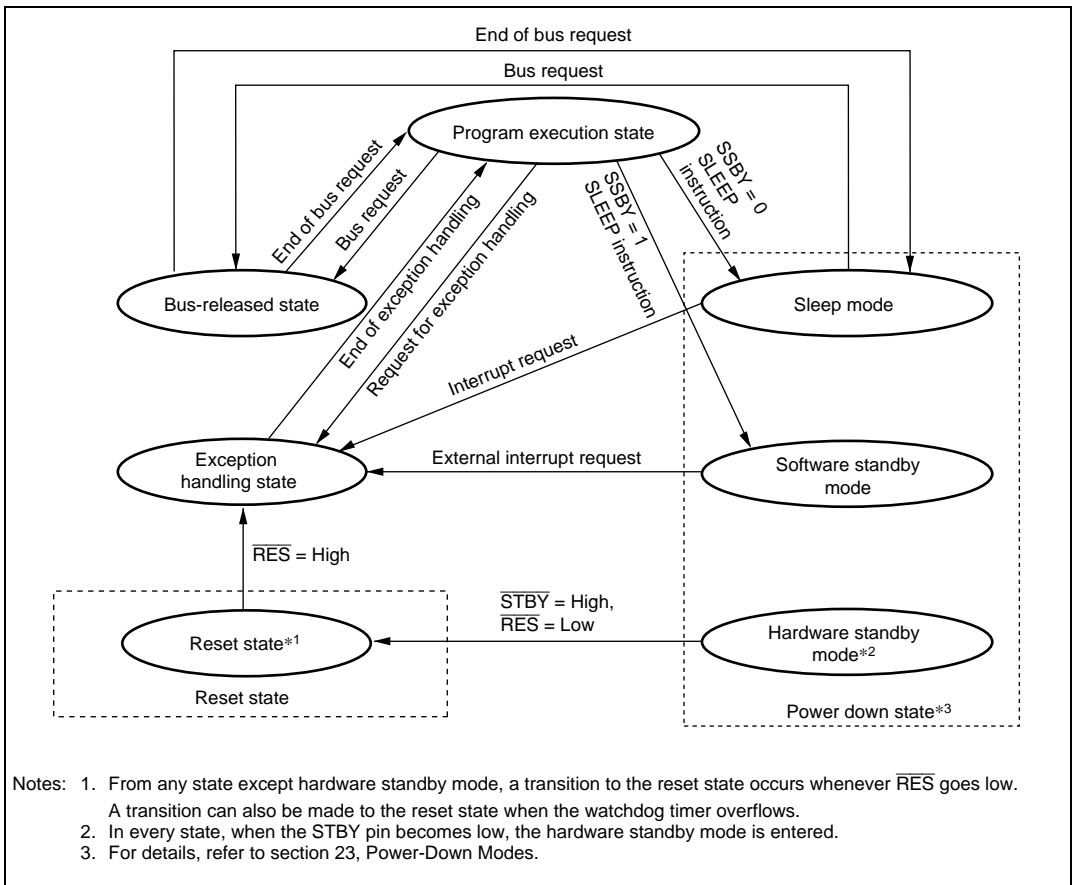 End of bus request
Bus request
Program execution state
End of bus request
Bus request
SSBY = 0
SLEEP
instruction
SSBY = 1
SLEEP instruction
End of exception handling
Request for exception handling
Bus-released state
Sleep mode
Interrupt request
Exception
handling state
External interrupt request
Software standby
mode
RES = High
STBY = High,
RES = Low
Reset state*1
Hardware standby
mode*2
Reset state
Power down state*3
Notes: 1. From any state except hardware standby mode, a transition to the reset state occurs whenever RES goes low.
A transition can also be made to the reset state when the watchdog timer overflows.
2. In every state, when the STBY pin becomes low, the hardware standby mode is entered.
3. For details, refer to section 23, Power-Down Modes.